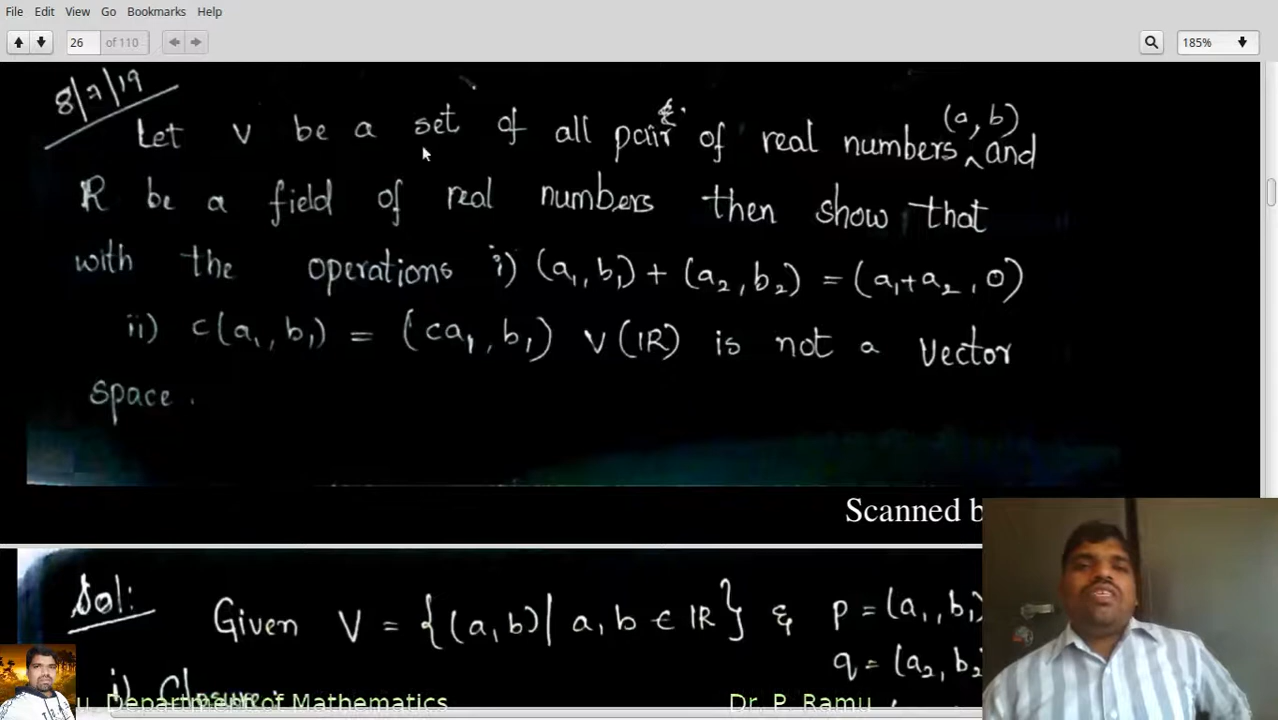 File Edit View Go Bookmarks Help
26 of 110 185%
8/7/19
Let V be a set of all pair of real numbers (a, b) and
R be a field of real numbers then show that
with the operations i) (a₁, b₁) + (a₂, b₂) = (a₁+a₂, 0)
ii) c(a₁, b₁) = (ca₁, b₁) V(IR) is not a vector
space.
Scanned b
Sol: Given V = {(a, b) | a, b ∈ IR} & p = (a₁, b₁)
q = (a₂, b₂
i)
u. Department of Mathematics Dr. P. Ramu